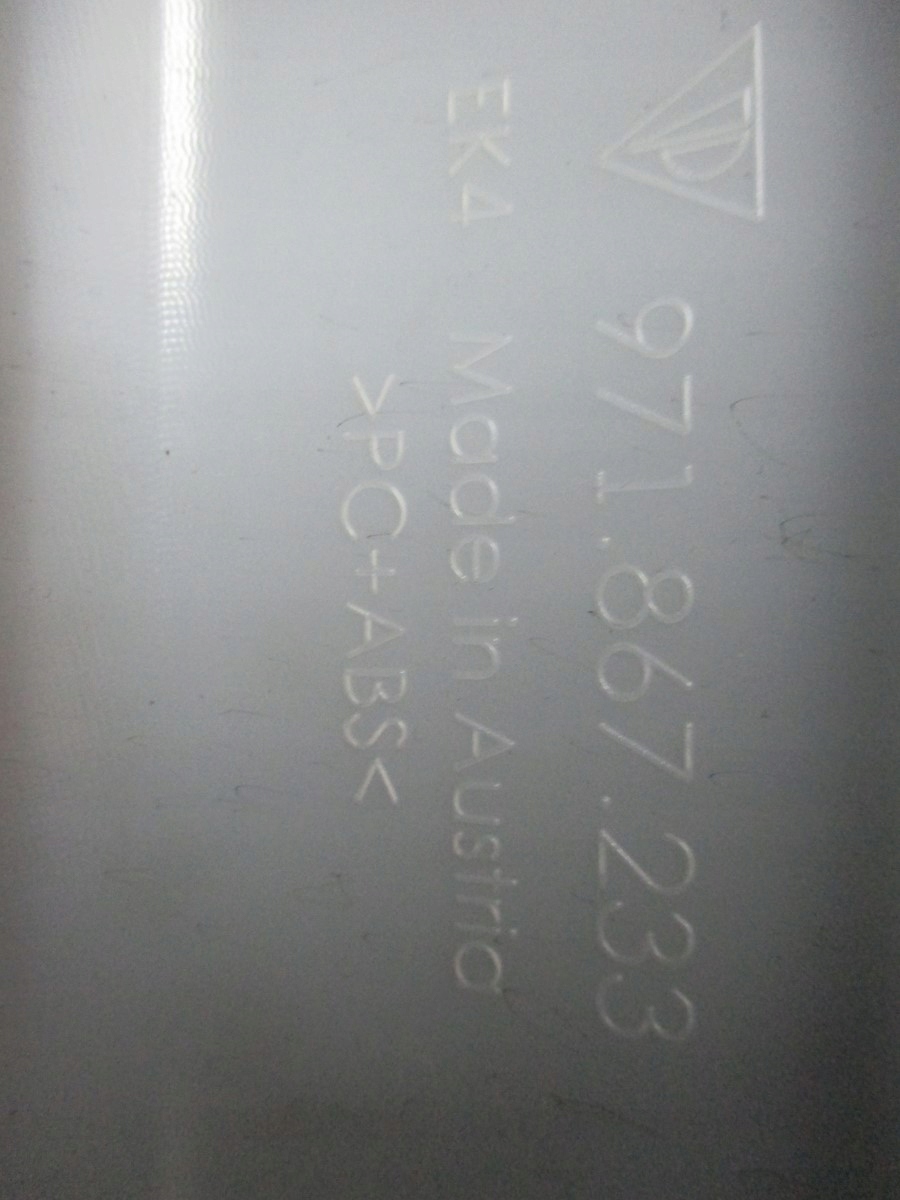 971.867.233
EK4 Made in Austria
>PC+ABS<